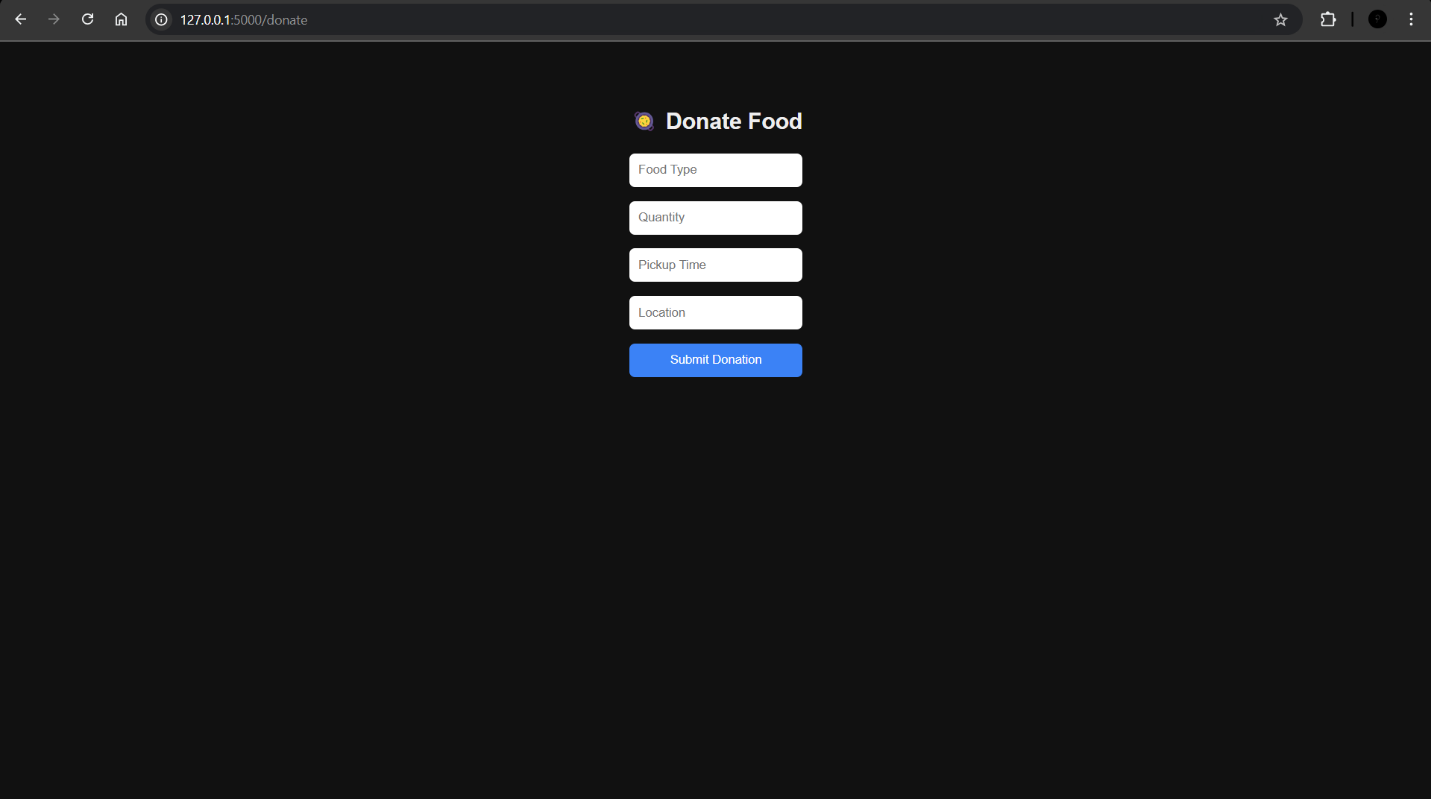 127.0.0.1:5000/donate
🥘 Donate Food
Food Type
Quantity
Pickup Time
Location
Submit Donation